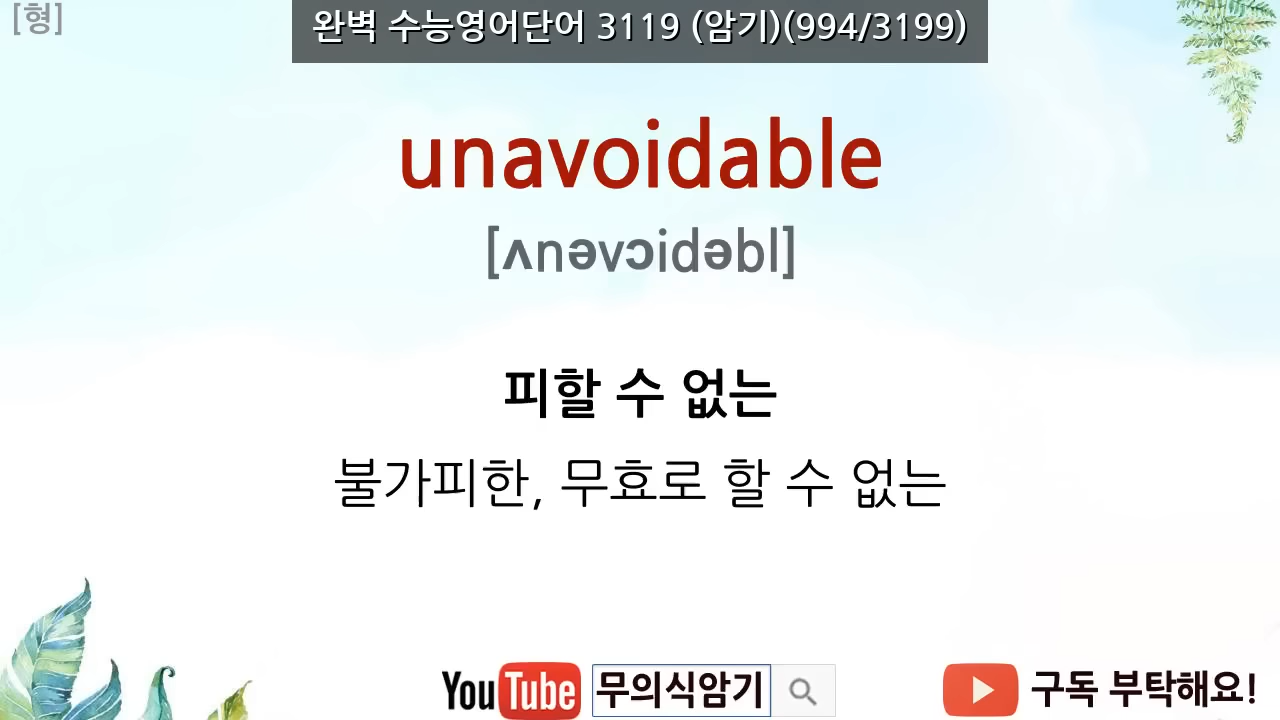 [형]
완벽 수능영어단어 3119 (암기)(994/3199)
unavoidable
[ʌnəvɔidəbl]
피할 수 없는
불가피한, 무효로 할 수 없는
YouTube 무의식암기
구독 부탁해요!